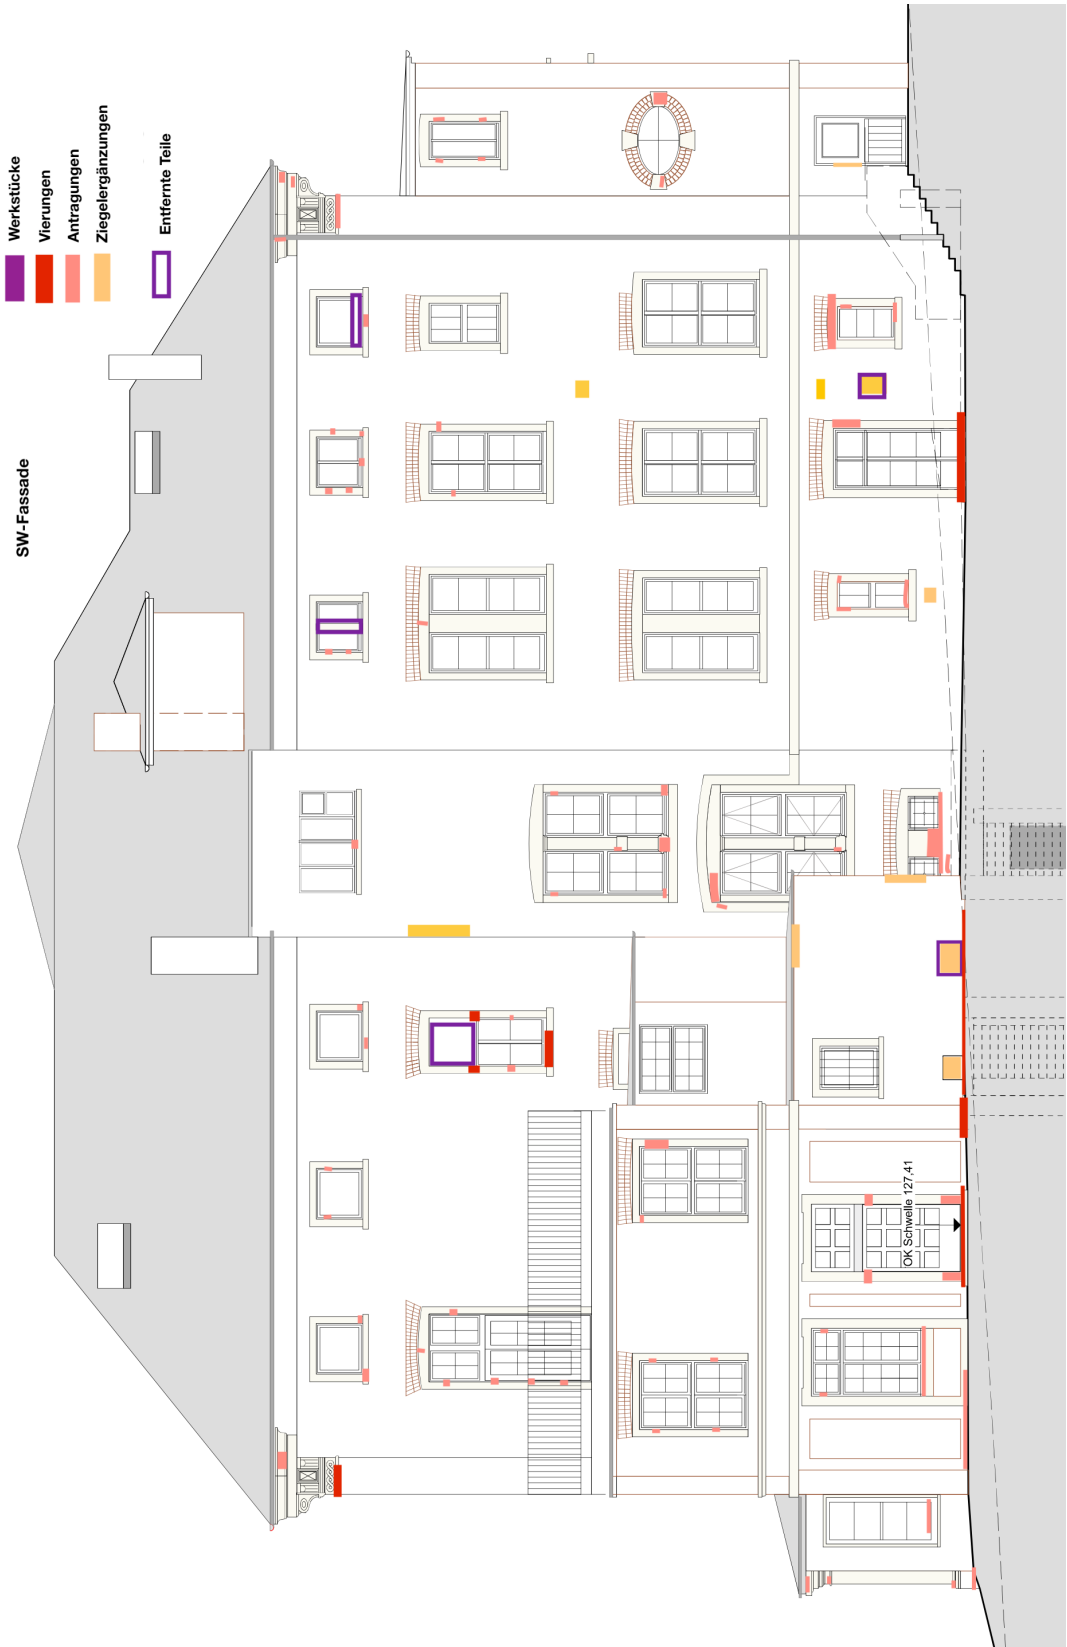 SW-Fassade
Werkstücke
Vierungen
Antragungen
Ziegelergänzungen
Entfernte Teile
OK Schwelle 127,41